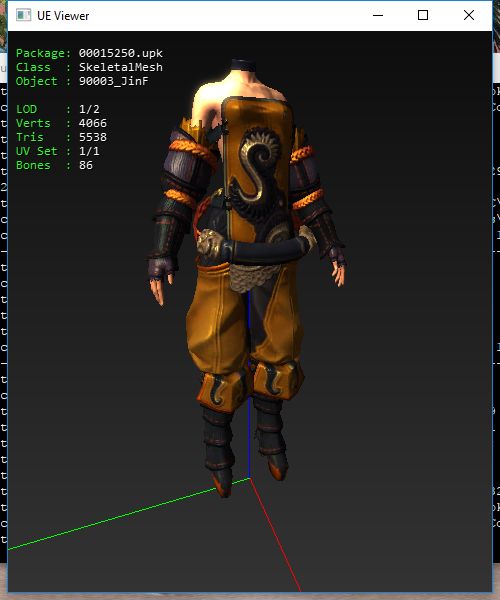 UE Viewer
Package: 00015250.upk
Class : SkeletalMesh
Object : 90003_JinF
LOD : 1/2
Verts : 4066
Tris : 5538
UV Set : 1/1
Bones : 86